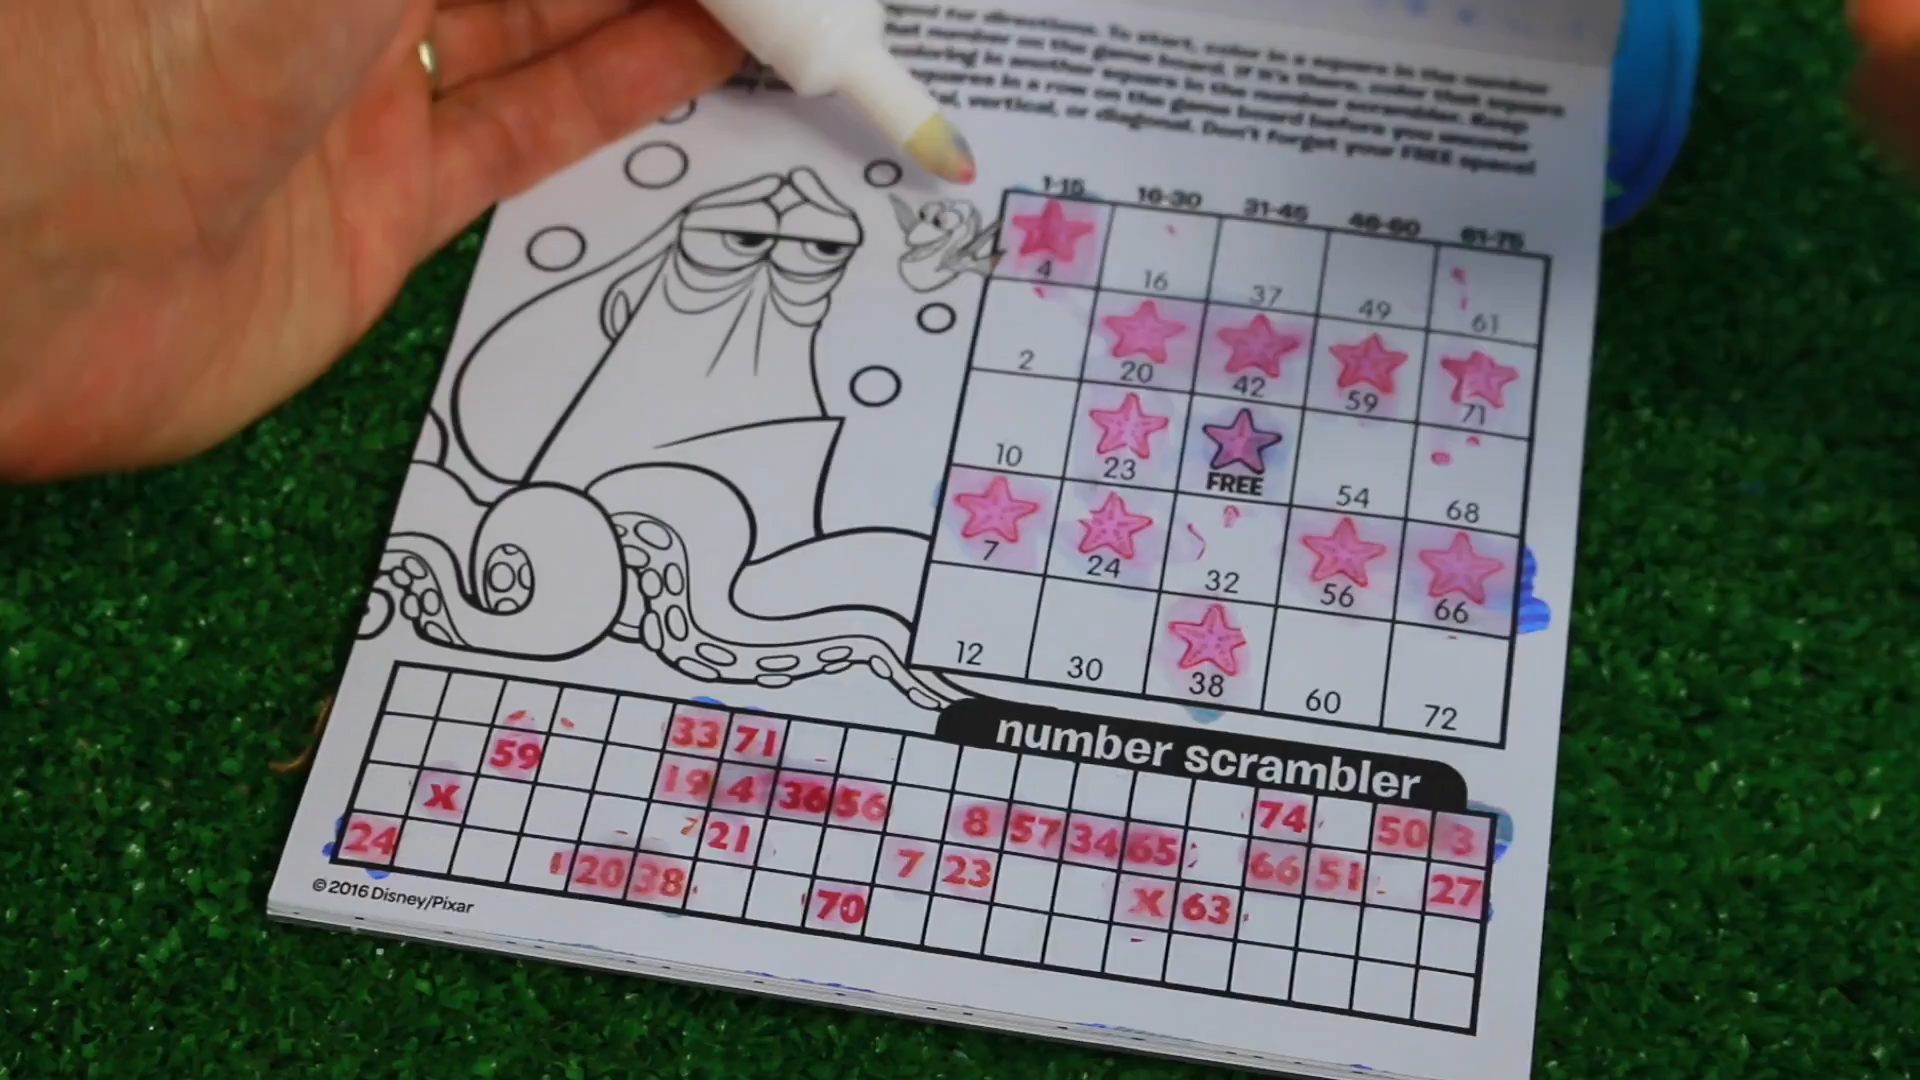 for directions. To start, color in a square in the number
that number on the game board. If it's there, color that square
coloring in another square in the number scrambler. Keep
squares in a row on the game board before you uncover
vertical, or diagonal. Don't forget your FREE space!
1-15 16-30 31-45 46-60 61-75
4 16 37 49 61
2 20 42 59 71
10 23 FREE 54 68
7 24 32 56 66
12 30 38 60 72
number scrambler
33 71
59 19 4 36 56 8 57 34 65 74 50 3
X 21 7 23 66 51 27
24 20 38 70 X 63
© 2016 Disney/Pixar